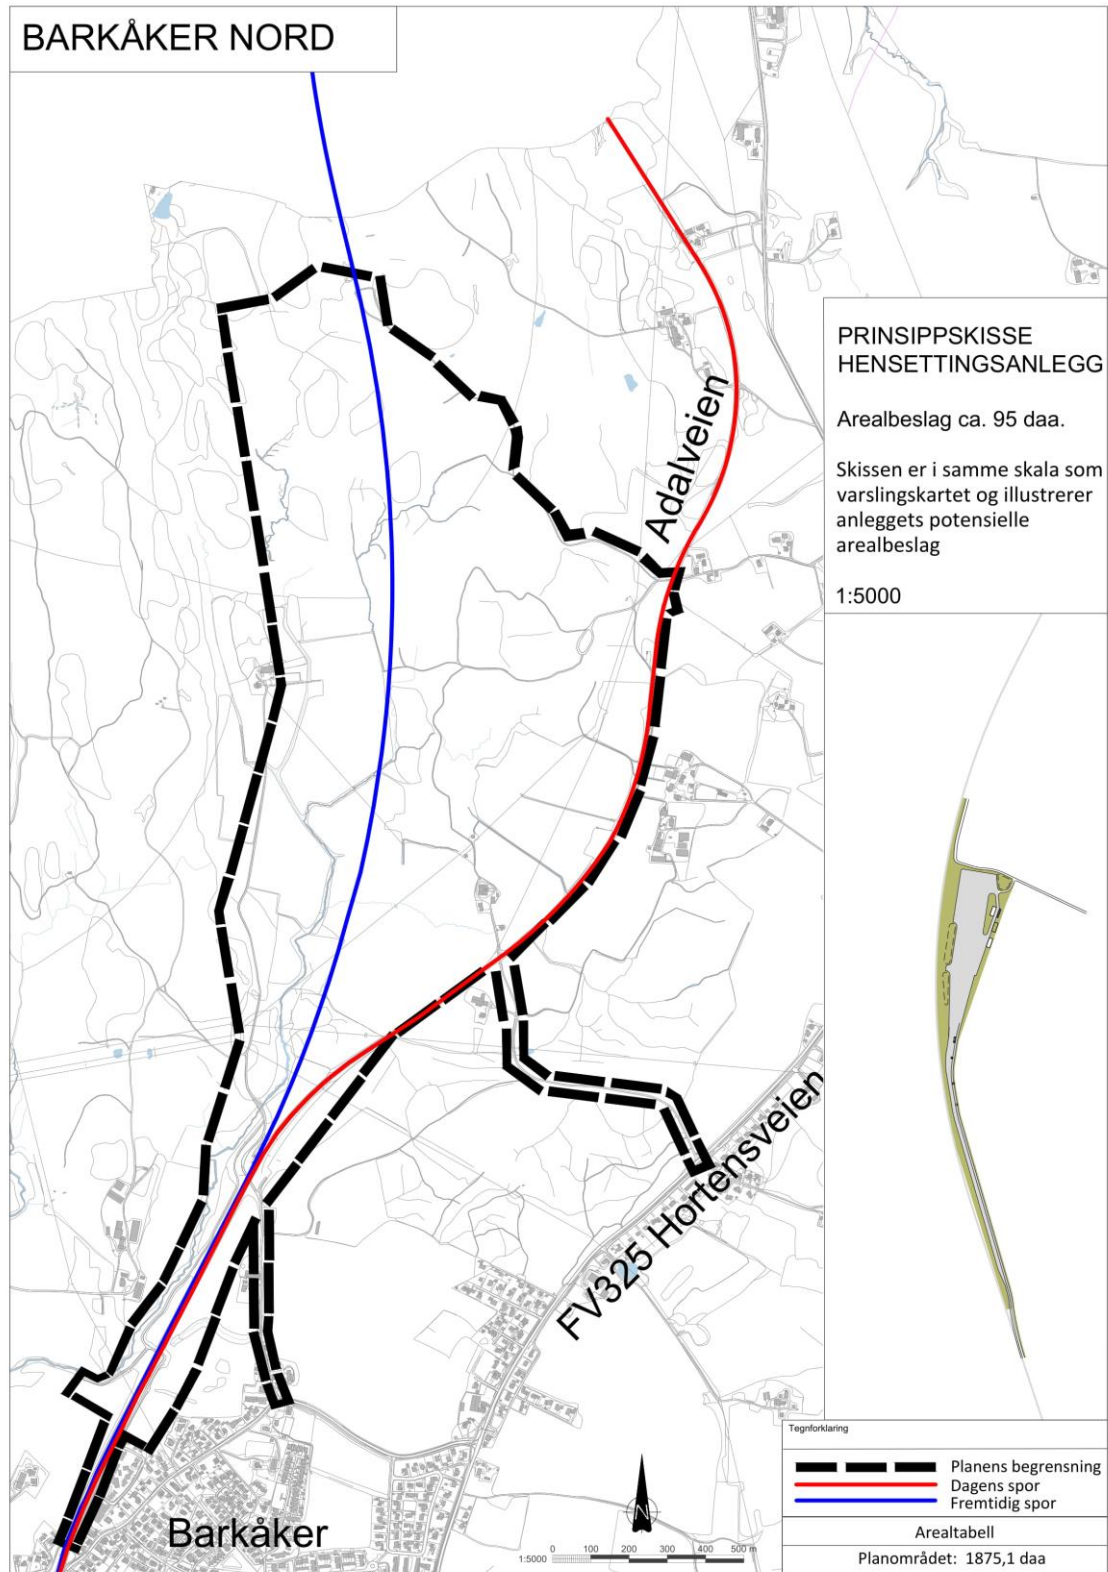 BARKÅKER NORD
PRINSIPPSKISSE
HENSETTINGSANLEGG
Arealbeslag ca. 95 daa.
Skissen er i samme skala som
varslingskartet og illustrerer
anleggets potensielle
arealbeslag
1:5000
Adalveien
FV325 Hortensveien
Barkåker
N
1:5000 0 100 200 300 400 500 m
Tegnforklaring
Planens begrensning
Dagens spor
Fremtidig spor
Arealtabell
Planområdet: 1875,1 daa